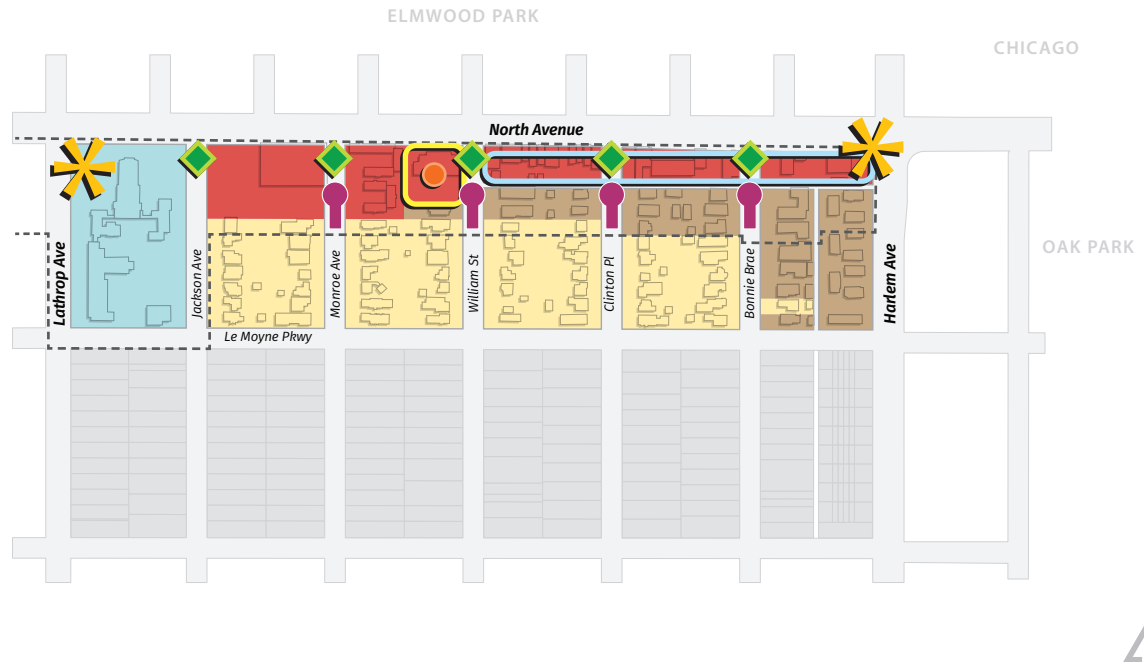 ELMWOOD PARK
CHICAGO
North Avenue
OAK PARK
Lathrop Ave
Jackson Ave
Monroe Ave
William St
Clinton Pl
Bonnie Brae
Harlem Ave
Le Moyne Pkwy